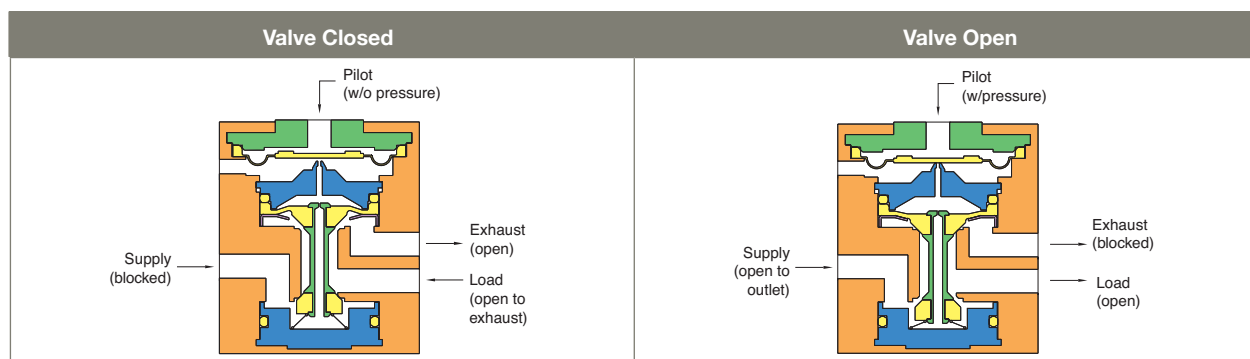 Valve Closed
Valve Open
Pilot
(w/o pressure)
Exhaust
(open)
Supply
(blocked)
Load
(open to
exhaust)
Pilot
(w/pressure)
Exhaust
(blocked)
Supply
(open to
outlet)
Load
(open)